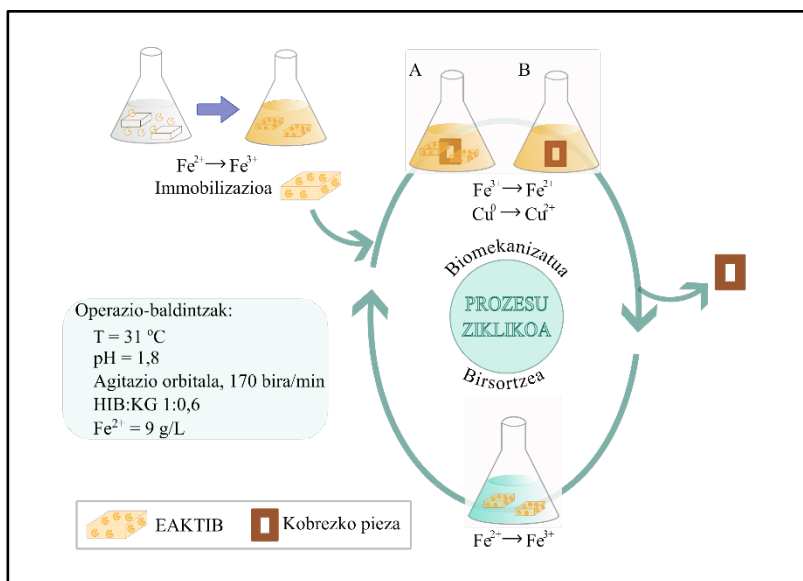 A
B
Fe²⁺→Fe³⁺
Immobilizazioa
Fe³⁺→Fe²⁺
Cu⁰→Cu²⁺
Biomekanizatua
PROZESU
ZIKLIKOA
Birsortzea
Operazio-baldintzak:
T = 31 ºC
pH = 1,8
Agitazio orbitala, 170 bira/min
HIB:KG 1:0,6
Fe²⁺ = 9 g/L
EAKTIB
Kobrezko pieza
Fe²⁺→Fe³⁺